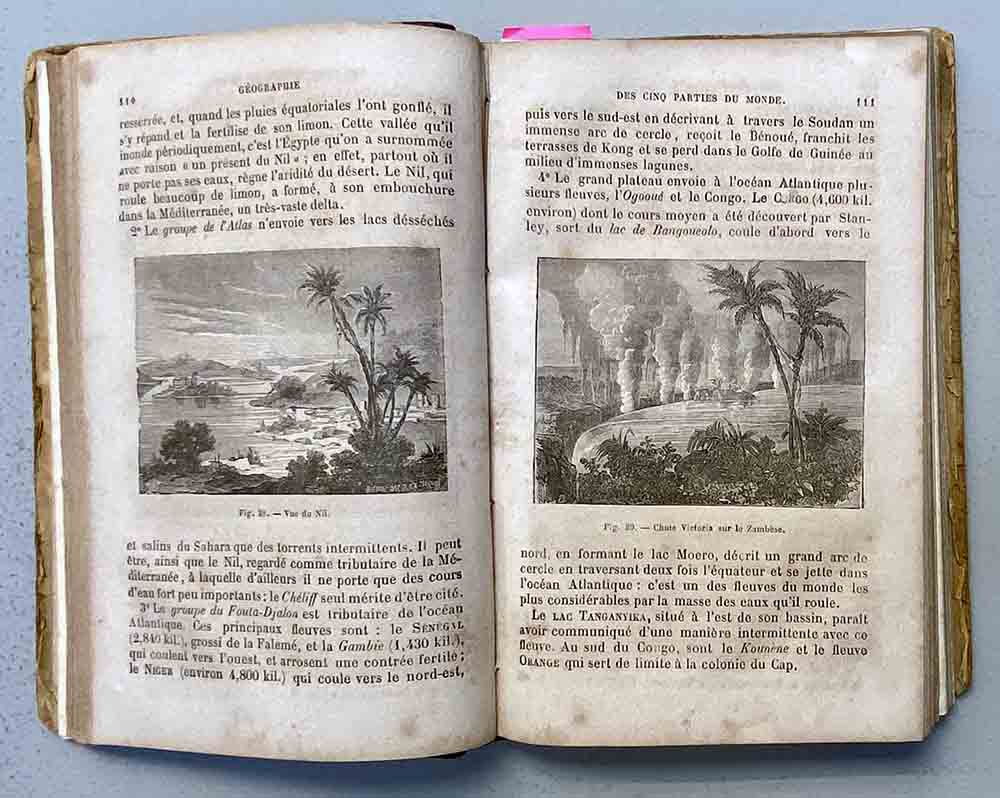 110
GÉOGRAPHIE
resserrée, et, quand les pluies équatoriales l'ont gonflé, il
s'y répand et la fertilise de son limon. Cette vallée qu'il
inonde périodiquement, c'est l'Égypte qu'on a surnommée
avec raison « un présent du Nil » ; en effet, partout où il
ne porte pas ses eaux, règne l'aridité du désert. Le Nil, qui
roule beaucoup de limon, a formé, à son embouchure
dans la Méditerranée, un très-vaste delta.
2° Le groupe de l'Atlas n'envoie vers les lacs désséchés
Fig. 28. — Vue du Nil.
et salins du Sahara que des torrents intermittents. Il peut
être, ainsi que le Nil, regardé comme tributaire de la Mé-
diterranée, à laquelle d'ailleurs il ne porte que des cours
d'eau fort peu importants : le Chéliff seul mérite d'être cité.
3° Le groupe du Fouta-Djalon est tributaire de l'océan
Atlantique. Ces principaux fleuves sont : le SÉNÉGAL
(2,840 kil.), grossi de la Falemé, et la Gambie (1,430 kil.),
qui coulent vers l'ouest, et arrosent une contrée fertile ;
le NIGER (environ 4,800 kil.) qui coule vers le nord-est,
DES CINQ PARTIES DU MONDE.
111
puis vers le sud-est en décrivant à travers le Soudan un
immense arc de cercle, reçoit le Bénoué, franchit les
terrasses de Kong et se perd dans le Golfe de Guinée au
milieu d'immenses lagunes.
4° Le grand plateau envoie à l'océan Atlantique plu-
sieurs fleuves, l'Ogooué et le Congo. Le CONGO (4,600 kil.
environ) dont le cours moyen a été découvert par Stan-
ley, sort du lac de Bangoueolo, coule d'abord vers le
Fig. 29. — Chute Victoria sur le Zambèse.
nord, en formant le lac Moero, décrit un grand arc de
cercle en traversant deux fois l'équateur et se jette dans
l'océan Atlantique : c'est un des fleuves du monde les
plus considérables par la masse des eaux qu'il roule.
LE LAC TANGANYIKA, situé à l'est de son bassin, paraît
avoir communiqué d'une manière intermittente avec ce
fleuve. Au sud du Congo, sont le Kounène et le fleuve
ORANGE qui sert de limite à la colonie du Cap.